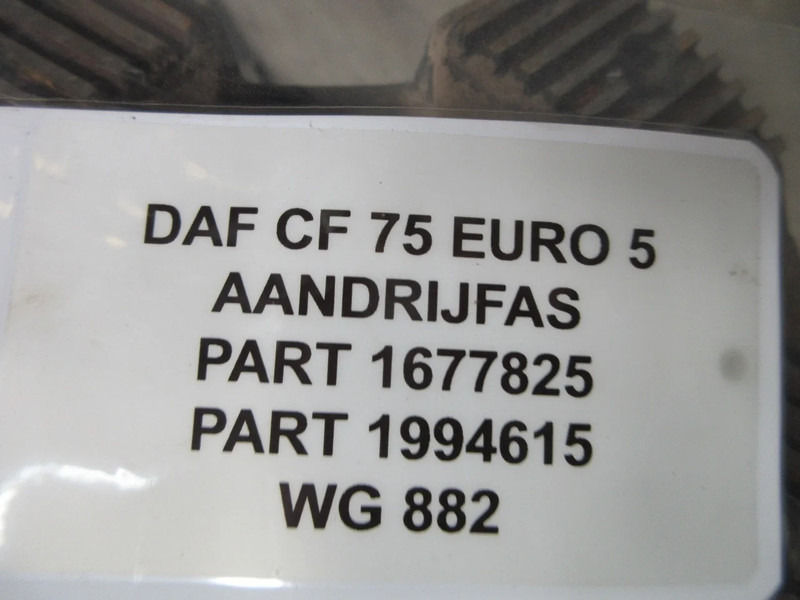 DAF CF 75 EURO 5
AANDRIJFAS
PART 1677825
PART 1994615
WG 882